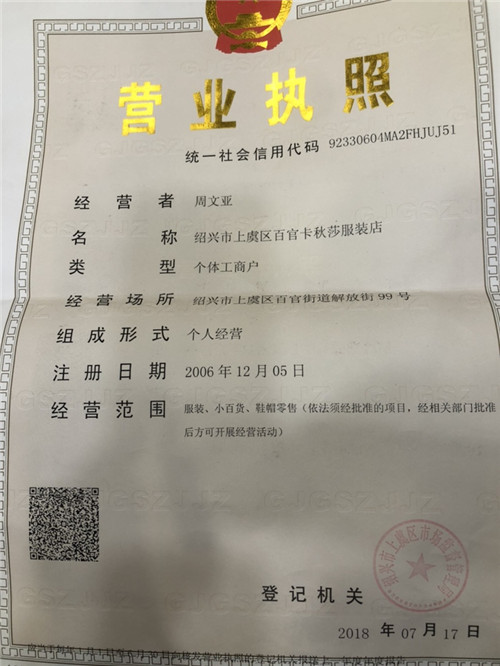 营业执照
统一社会信用代码 92330604MA2FHJUJ51
经营者 周文亚
名称 绍兴市上虞区百官卡秋莎服装店
类型 个体工商户
经营场所 绍兴市上虞区百官街道解放街99号
组成形式 个人经营
注册日期 2006年12月05日
经营范围 服装、小百货、鞋帽零售（依法须经批准的项目，经相关部门批准
后方可开展经营活动）
登记机关
2018年07月17日